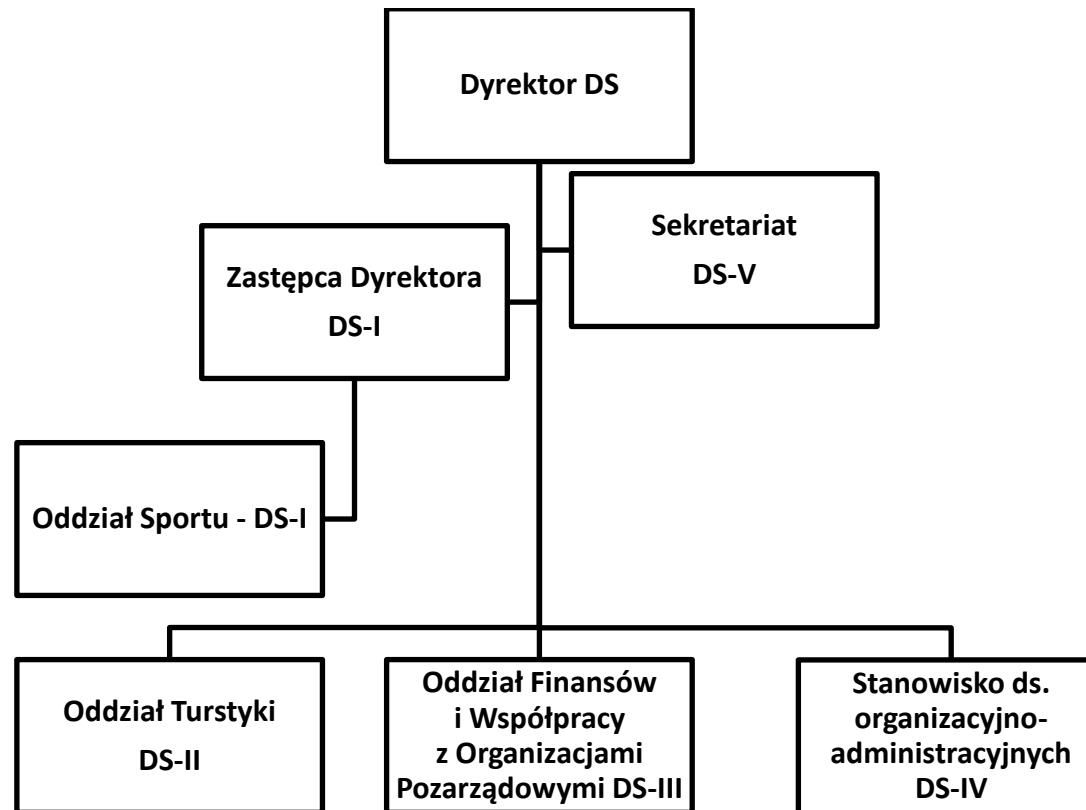 Dyrektor DS
Sekretariat
DS-V
Zastępca Dyrektora
DS-I
Oddział Sportu - DS-I
Oddział Turstyki
DS-II
Oddział Finansów
i Współpracy
z Organizacjami
Pozarządowymi DS-III
Stanowisko ds.
organizacyjno-
administracyjnych
DS-IV